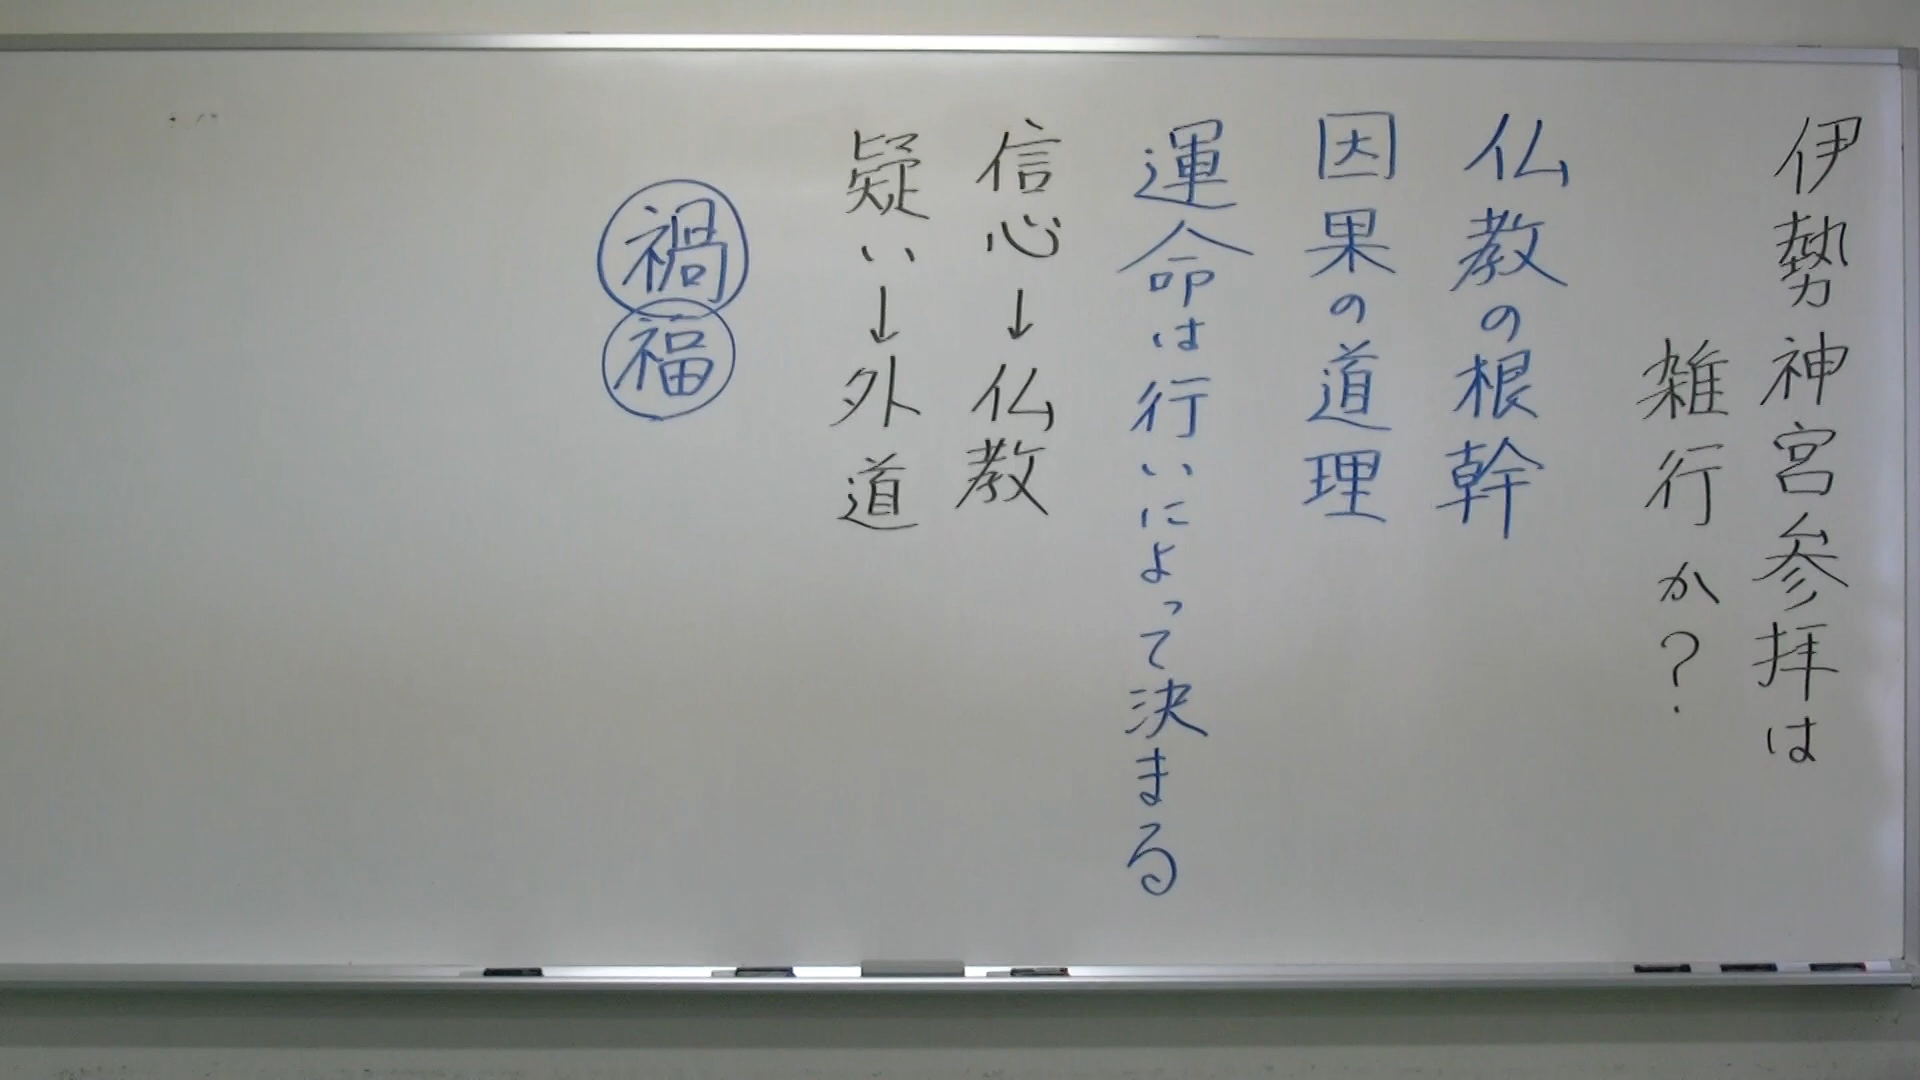 伊勢神宮参拝は
雑行か?
仏教の根幹
因果の道理
運命は行いによって決まる
信心→仏教
疑い→外道
禍
福